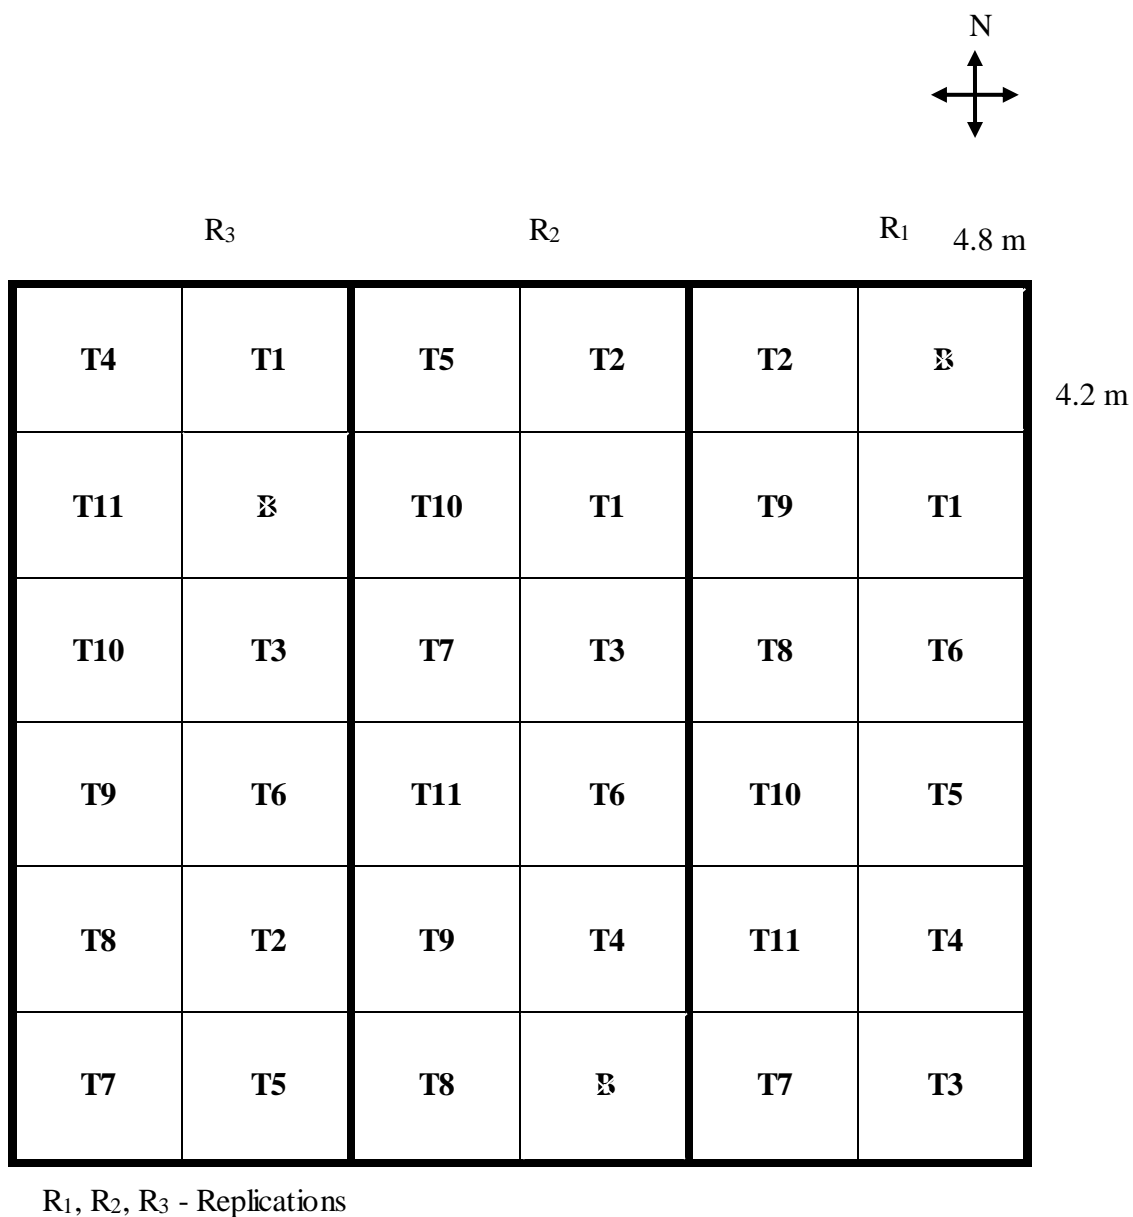 N
R₃ R₂ R₁ 4.8 m
T4 T1 T5 T2 T2 B
4.2 m
T11 B T10 T1 T9 T1
T10 T3 T7 T3 T8 T6
T9 T6 T11 T6 T10 T5
T8 T2 T9 T4 T11 T4
T7 T5 T8 B T7 T3
R₁, R₂, R₃ - Replications